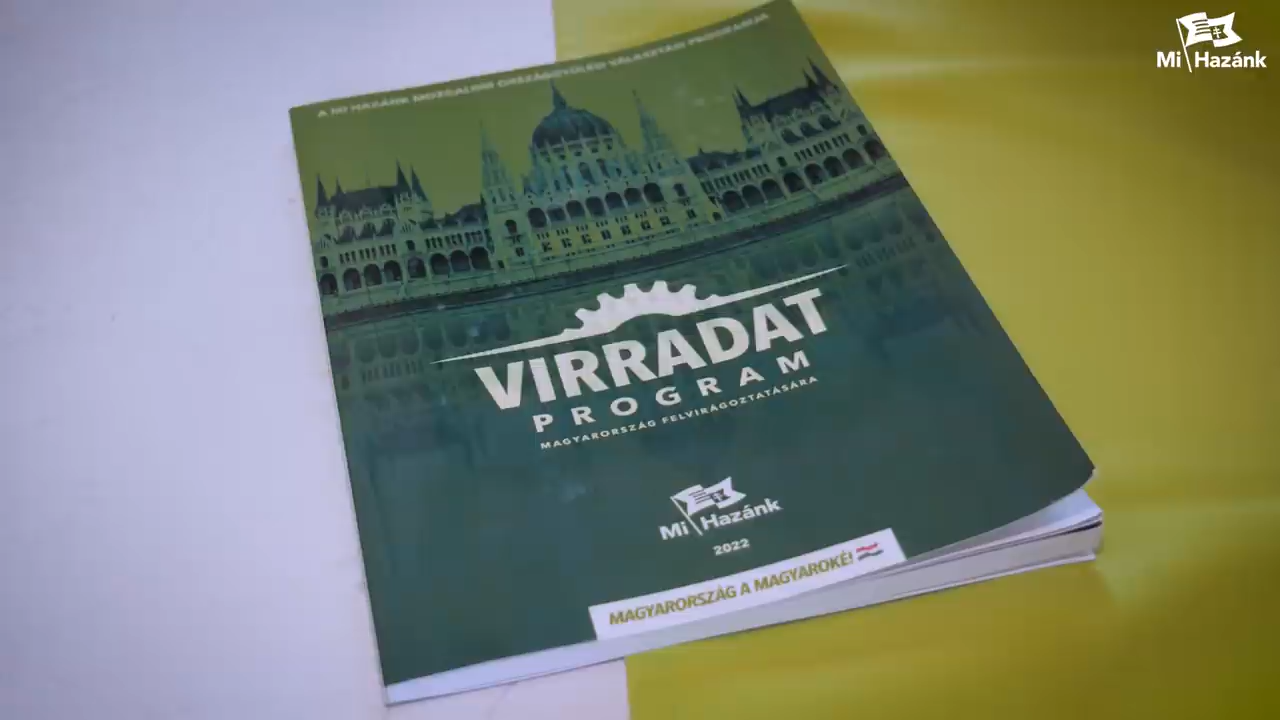 Mi Hazánk
A MI HAZÁNK MOZGALOM ORSZÁGGYŰLÉSI VÁLASZTÁSI PROGRAMJA
VIRRADAT
PROGRAM
MAGYARORSZÁG FELVIRÁGOZTATÁSÁRA
Mi Hazánk
2022
MAGYARORSZÁG A MAGYAROKÉ!